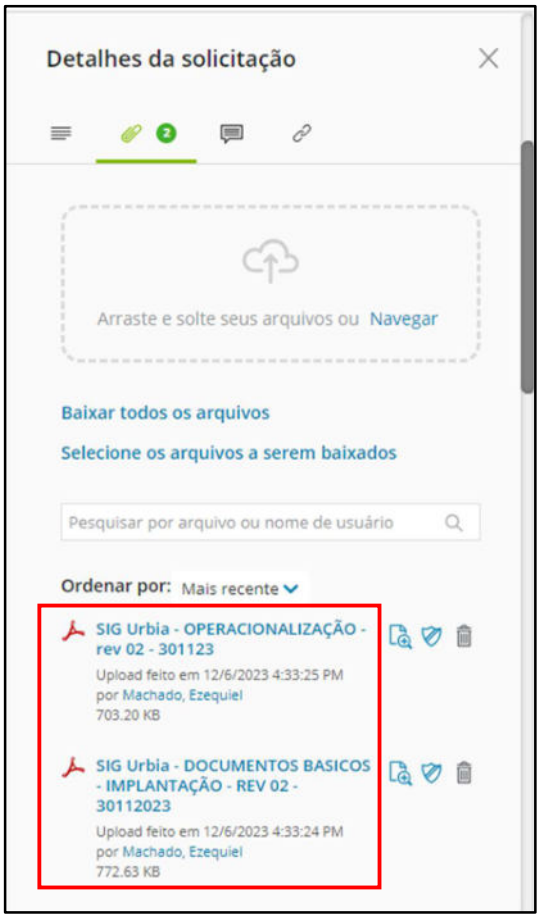 Detalhes da solicitação
2
Arraste e solte seus arquivos ou Navegar
Baixar todos os arquivos
Selecione os arquivos a serem baixados
Pesquisar por arquivo ou nome de usuário
Ordenar por: Mais recente
SIG Urbia - OPERACIONALIZAÇÃO -
rev 02 - 301123
Upload feito em 12/6/2023 4:33:25 PM
por Machado, Ezequiel
703.20 KB
SIG Urbia - DOCUMENTOS BASICOS
- IMPLANTAÇÃO - REV 02 -
30112023
Upload feito em 12/6/2023 4:33:24 PM
por Machado, Ezequiel
772.63 KB